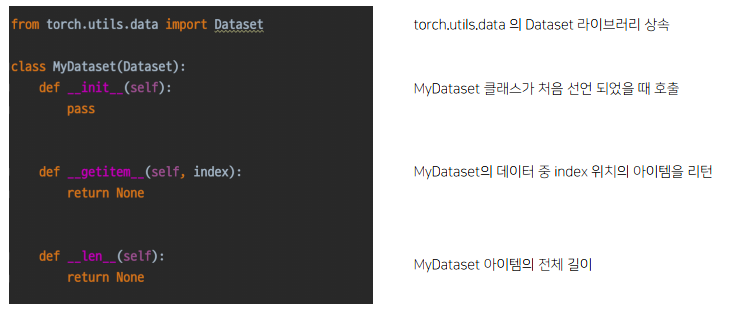 from torch.utils.data import Dataset
torch.utils.data 의 Dataset 라이브러리 상속
class MyDataset(Dataset):
def __init__(self):
MyDataset 클래스가 처음 선언 되었을 때 호출
pass
def __getitem__(self, index):
MyDataset의 데이터 중 index 위치의 아이템을 리턴
return None
def __len__(self):
MyDataset 아이템의 전체 길이
return None